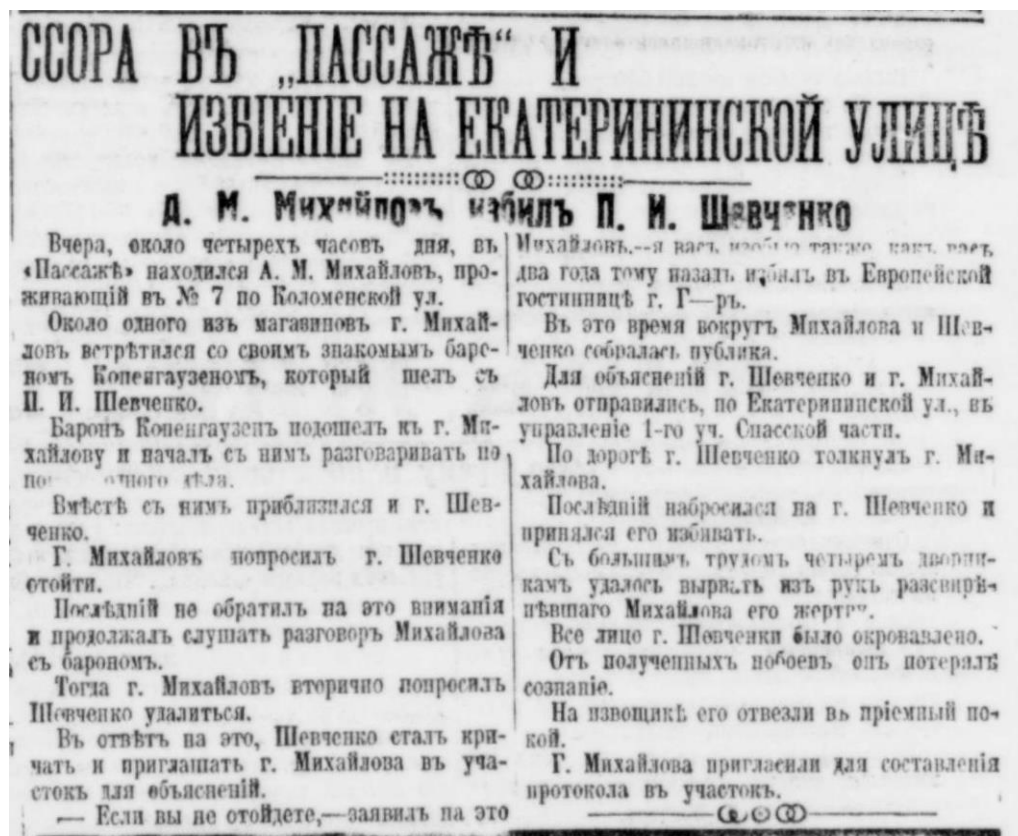 ССОРА ВЪ „ПАССАЖѢ“ И
ИЗБІЕНІЕ НА ЕКАТЕРИНИНСКОЙ УЛИЦѢ
А. М. Михайловъ избилъ П. И. Шевченко
Вчера, около четырехъ часовъ дня, въ
«Пассажѣ» находился А. М. Михайловъ, про-
живающій въ № 7 по Коломенской ул.
Около одного изъ магазиновъ г. Михай-
ловъ встрѣтился со своимъ знакомымъ баро-
номъ Копенгаузеномъ, который шелъ съ
П. И. Шевченко.
Баронъ Копенгаузенъ подошелъ къ г. Ми-
хайлову и началъ съ нимъ разговаривать по
одного дѣла.
Вмѣстѣ съ нимъ приблизился и г. Шев-
ченко.
Г. Михайловъ попросилъ г. Шевченко
отойти.
Послѣдній не обратилъ на это вниманія
и продолжалъ слушать разговоръ Михайлова
съ барономъ.
Тогда г. Михайловъ вторично попросилъ
Шевченко удалиться.
Въ отвѣтъ на это, Шевченко сталъ кри-
чать и приглашать г. Михайлова въ уча-
стокъ для объясненій.
— Если вы не отойдете,—заявилъ на это
Михайловъ,—я васъ изобью также, какъ васъ
два года тому назадъ избилъ въ Европейской
гостинницѣ г. Г—ръ.
Въ это время вокругъ Михайлова и Шев-
ченко собралась публика.
Для объясненій г. Шевченко и г. Михай-
ловъ отправились, по Екатерининской ул., въ
управленіе 1-го уч. Спасской части.
По дорогѣ г. Шевченко толкнулъ г. Ми-
хайлова.
Послѣдній набросился на г. Шевченко и
принялся его избивать.
Съ большимъ трудомъ четыремъ дворни-
камъ удалось вырвать изъ рукъ разсвирѣ-
пѣвшаго Михайлова его жертву.
Все лицо г. Шевченки было окровавлено.
Отъ полученныхъ побоевъ онъ потерялъ
сознаніе.
На извощикѣ его отвезли въ пріемный по-
кой.
Г. Михайлова пригласили для составленія
протокола въ участокъ.